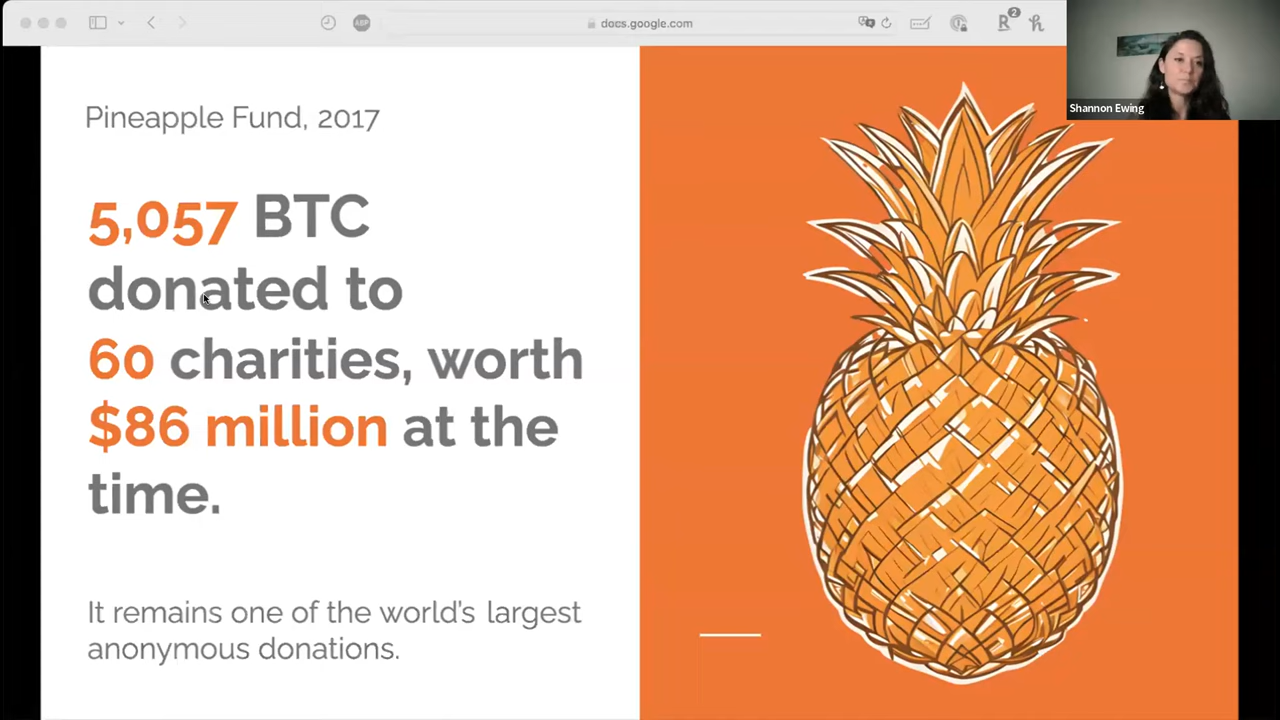 docs.google.com
2
Shannon Ewing
Pineapple Fund, 2017
5,057 BTC
donated to
60 charities, worth
$86 million at the
time.
It remains one of the world's largest
anonymous donations.